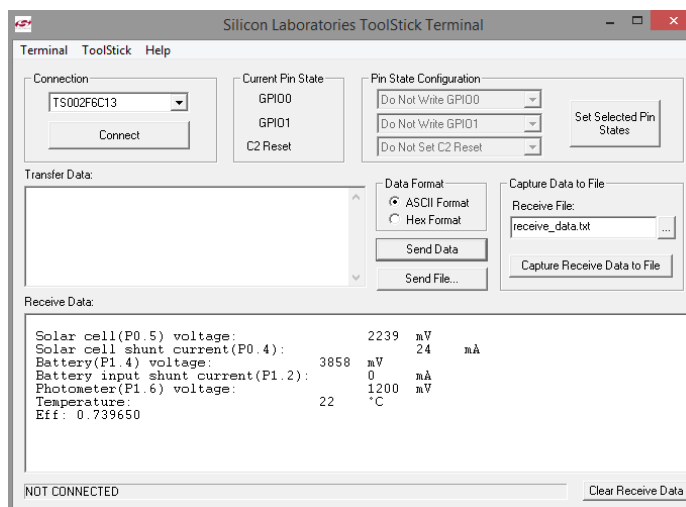 Silicon Laboratories ToolStick Terminal
Terminal ToolStick Help
Connection
TS002F6C13
Connect
Current Pin State
GPIO0
GPIO1
C2 Reset
Pin State Configuration
Do Not Write GPIO0
Do Not Write GPIO1
Do Not Set C2 Reset
Set Selected Pin
States
Transfer Data:
Data Format
ASCII Format
Hex Format
Send Data
Send File...
Capture Data to File
Receive File:
receive_data.txt
...
Capture Receive Data to File
Receive Data:
Solar cell(P0.5) voltage: 2239 mV
Solar cell shunt current(P0.4): 24 mA
Battery(P1.4) voltage: 3858 mV
Battery input shunt current(P1.2): 0 mA
Photometer(P1.6) voltage: 1200 mV
Temperature: 22 °C
Eff: 0.739650
NOT CONNECTED
Clear Receive Data